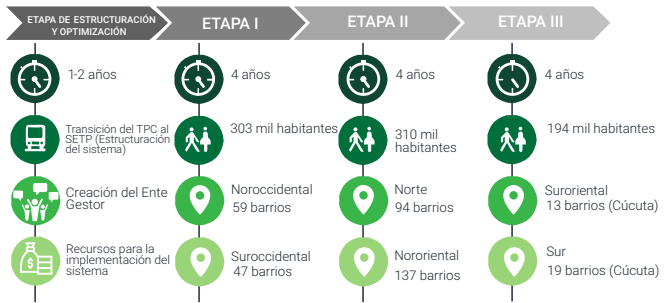 ETAPA DE ESTRUCTURACIÓN
Y OPTIMIZACIÓN
1-2 años
Transición del TPC al
SETP (Estructuración
del sistema)
Creación del Ente
Gestor
Recursos para la
implementación del
sistema
ETAPA I
4 años
303 mil habitantes
Noroccidental
59 barrios
Suroccidental
47 barrios
ETAPA II
4 años
310 mil
habitantes
Norte
94 barrios
Nororiental
137 barrios
ETAPA III
4 años
194 mil habitantes
Suroriental
13 barrios (Cúcuta)
Sur
19 barrios (Cúcuta)